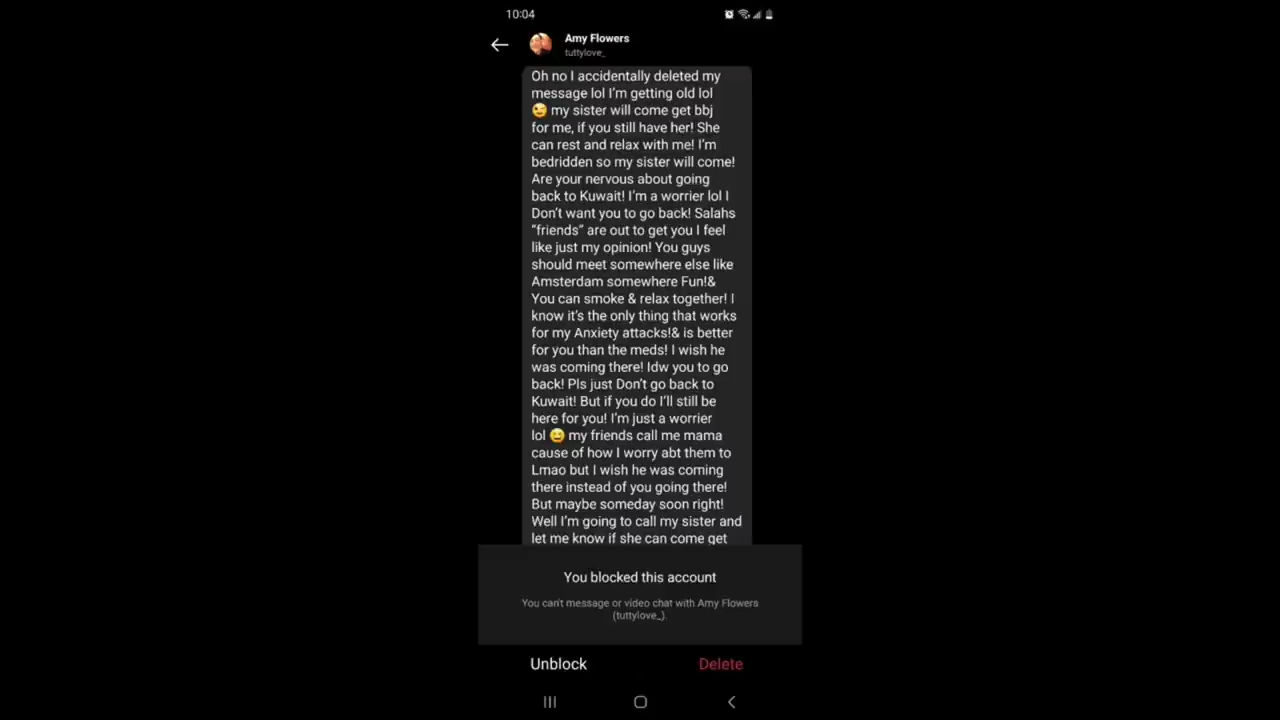 10:04
Amy Flowers
tuttylove_
Oh no I accidentally deleted my
message lol I'm getting old lol
😉 my sister will come get bbj
for me, if you still have her! She
can rest and relax with me! I'm
bedridden so my sister will come!
Are your nervous about going
back to Kuwait! I'm a worrier lol I
Don't want you to go back! Salahs
"friends" are out to get you I feel
like just my opinion! You guys
should meet somewhere else like
Amsterdam somewhere Fun!&
You can smoke & relax together! I
know it's the only thing that works
for my Anxiety attacks!& is better
for you than the meds! I wish he
was coming there! Idw you to go
back! Pls just Don't go back to
Kuwait! But if you do I'll still be
here for you! I'm just a worrier
lol 😉 my friends call me mama
cause of how I worry abt them to
Lmao but I wish he was coming
there instead of you going there!
But maybe someday soon right!
Well I'm going to call my sister and
let me know if she can come get
You blocked this account
You can't message or video chat with Amy Flowers
(tuttylove_).
Unblock
Delete